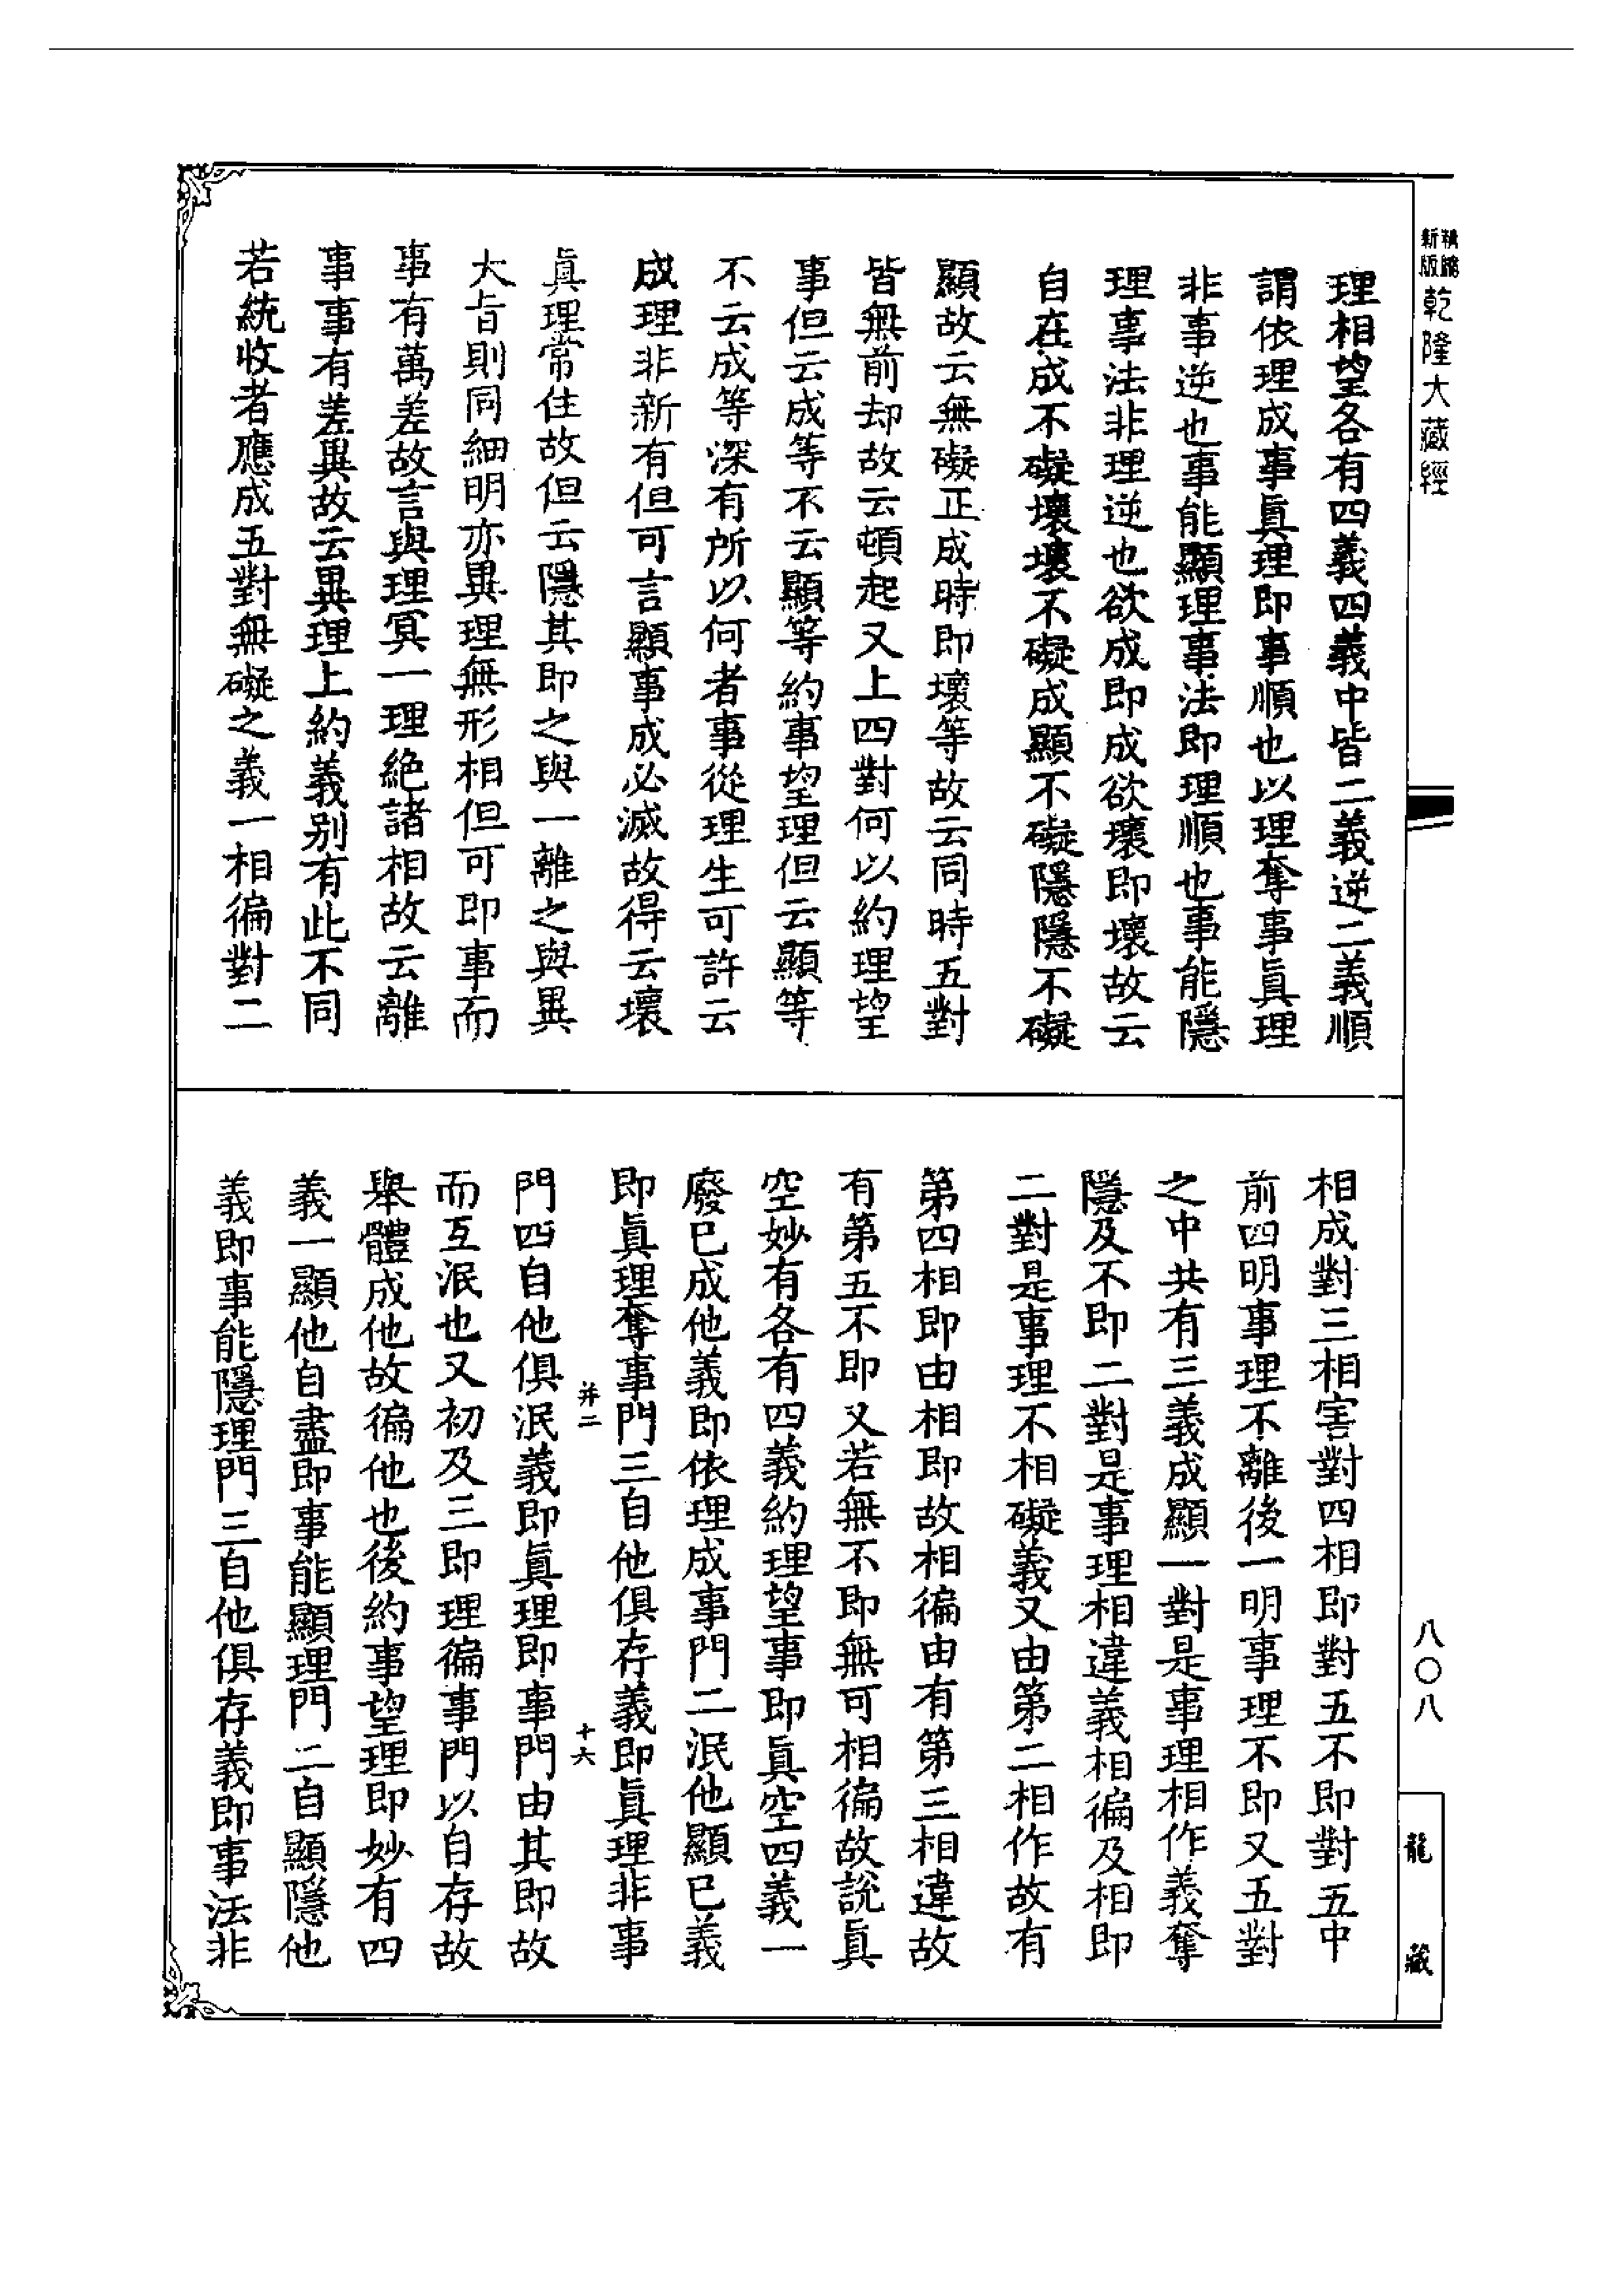 新編
新版
乾隆大藏經
理相望各有四義四義中皆二義逆二義順
謂依理成事眞理即事順也以理奪事眞理
非事逆也事能顯理事法即理順也事能隱
理事法非理逆也欲成即成欲壞即壞故云
自在成不礙壞壞不礙成顯不礙隱隱不礙
顯故云無礙正成時即壞等故云同時五對
皆無前却故云頓起又上四對何以約理望
事但云成等不云顯等約事望理但云顯等
不云成等深有所以何者事從理生可許云
成理非新有但可言顯事成必滅故得云壞
眞理常住故但云隱其即之與一離之與異
大旨則同細明亦異理無形相但可即事而
事有萬差故言與理冥一理絶諸相故云離
事事有差異故云異理上約義別有此不同
若統收者應成五對無礙之義一相徧對二
相成對三相害對四相即對五不即對五中
前四明事理不離後一明事理不即又五對
之中共有三義成顯一對是事理相作義奪
隱及不即二對是事理相違義相徧及相即
二對是事理不相礙義又由第二相作故有
第四相即由相即故相徧由有第三相違故
有第五不即又若無不即無可相徧故說眞
空妙有各有四義約理望事即眞空四義一
廢已成他義即依理成事門二泯他顯已義
即眞理奪事門三自他俱存義即眞理非事
并二
十六
門四自他俱泯義即眞理即事門由其即故
而互泯也又初及三即理徧事門以自存故
舉體成他故徧他也後約事望理即妙有四
義一顯他自盡即事能顯理門二自顯隱他
義即事能隱理門三自他俱存義即事法非
八〇八
龍藏